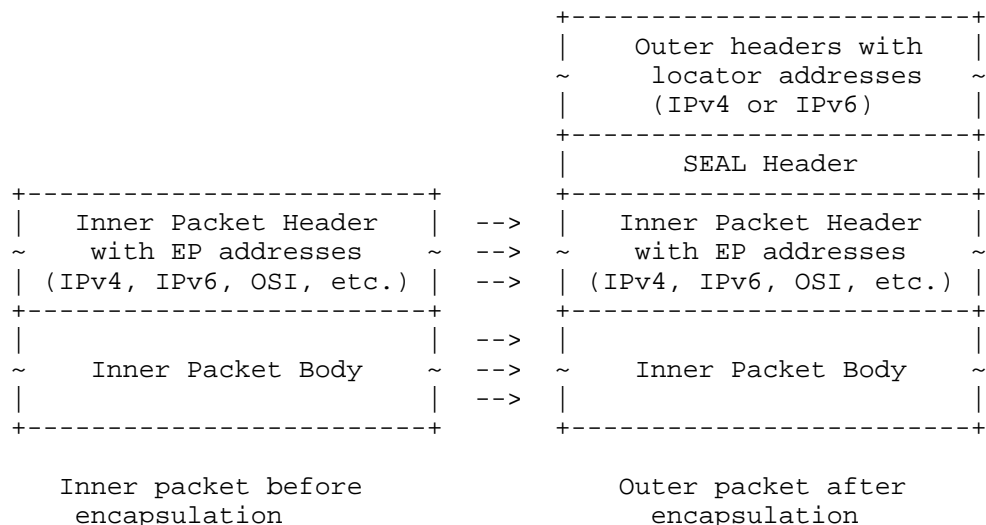 +-------------------------+
                                    |    Outer headers with   |
                                    ~     locator addresses   ~
                                    |     (IPv4 or IPv6)      |
                                    +-------------------------+
                                    |       SEAL Header       |
+-------------------------+         +-------------------------+
|   Inner Packet Header   |   -->   |   Inner Packet Header   |
~    with EP addresses    ~   -->   ~    with EP addresses    ~
| (IPv4, IPv6, OSI, etc.) |   -->   | (IPv4, IPv6, OSI, etc.) |
+-------------------------+         +-------------------------+
|                         |   -->   |                         |
~    Inner Packet Body    ~   -->   ~    Inner Packet Body    ~
|                         |   -->   |                         |
+-------------------------+         +-------------------------+

   Inner packet before                 Outer packet after
    encapsulation                        encapsulation